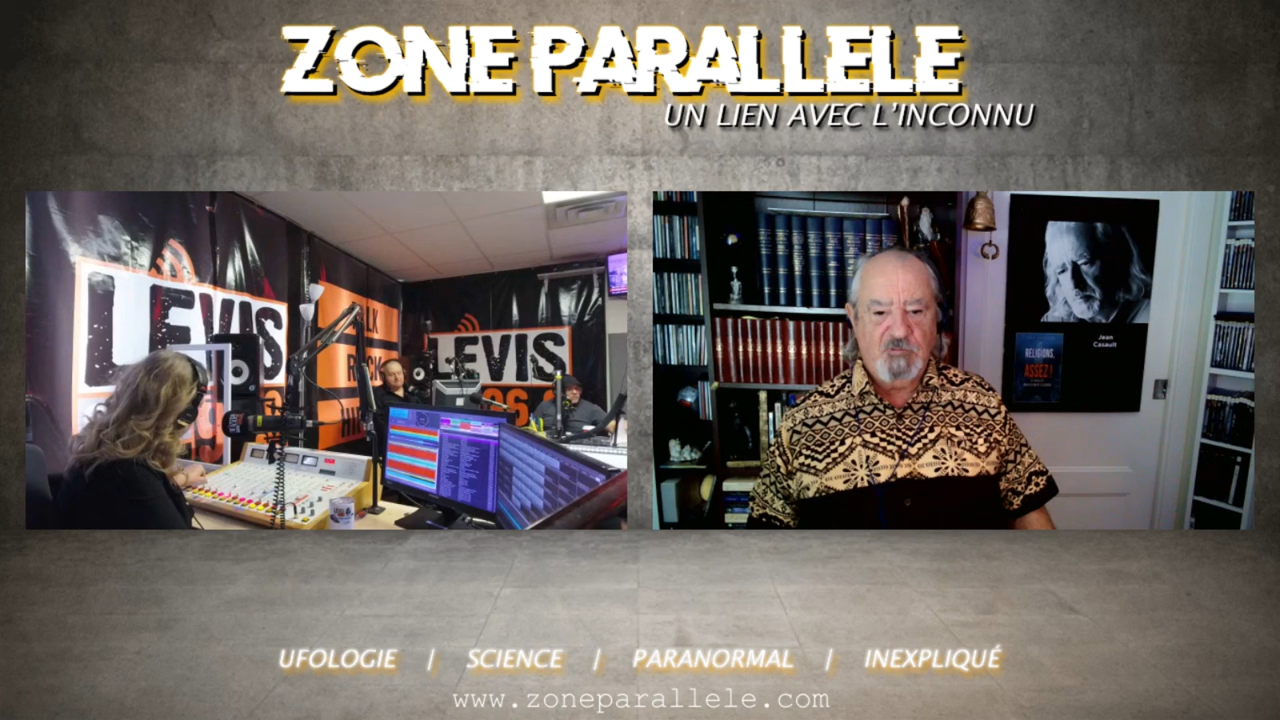 ZONE PARALLELE
UN LIEN AVEC L'INCONNU
LEVIS
LEVIS
Jean
Casault
RELIGIONS,
ASSEZ!
UFOLOGIE | SCIENCE | PARANORMAL | INEXPLIQUÉ
www.zoneparallele.com